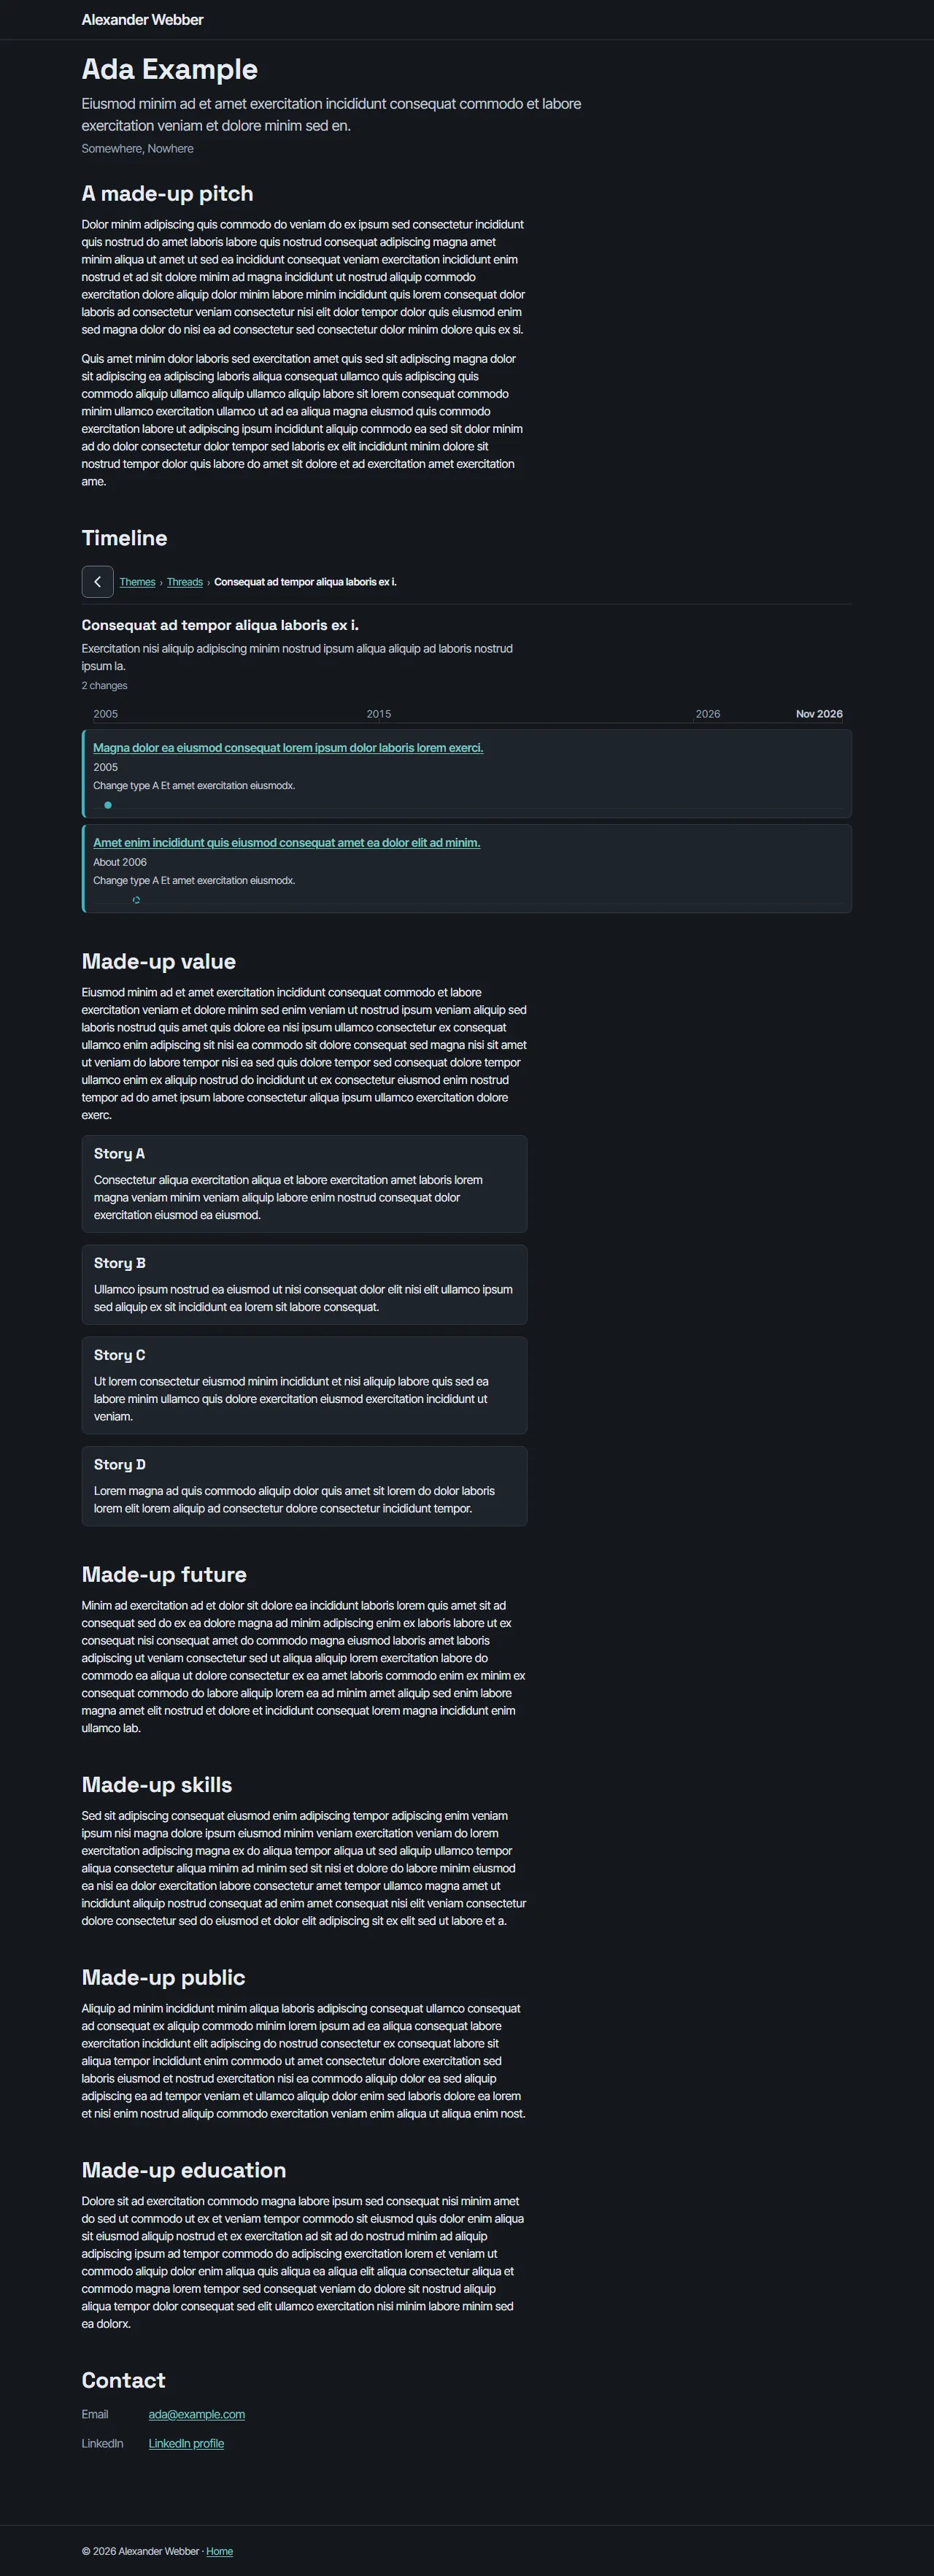 Alexander Webber
Ada Example
Eiusmod minim ad et amet exercitation incididunt consequat commodo et labore
exercitation veniam et dolore minim sed en.
Somewhere, Nowhere
A made-up pitch
Dolor minim adipiscing quis commodo do veniam do ex ipsum sed consectetur incididunt
quis nostrud do amet laboris labore quis nostrud consequat adipiscing magna amet
minim aliqua ut amet ut sed ea incididunt consequat veniam exercitation incididunt enim
nostrud et ad sit dolore minim ad magna incididunt ut nostrud aliquip commodo
exercitation dolore aliquip dolor minim labore minim incididunt quis lorem consequat dolor
laboris ad consectetur veniam consectetur nisi elit dolor tempor dolor quis eiusmod enim
sed magna dolor do nisi ea ad consectetur sed consectetur dolor minim dolore quis ex si.
Quis amet minim dolor laboris sed exercitation amet quis sed sit adipiscing magna dolor
sit adipiscing ea adipiscing laboris aliqua consequat ullamco quis adipiscing quis
commodo aliquip ullamco aliquip ullamco aliquip labore sit lorem consequat commodo
minim ullamco exercitation ullamco ut ad ea aliqua magna eiusmod quis commodo
exercitation labore ut adipiscing ipsum incididunt aliquip commodo ea sed sit dolor minim
ad do dolor consectetur dolor tempor sed laboris ex elit incididunt minim dolore sit
nostrud tempor dolor quis labore do amet sit dolore et ad exercitation amet exercitation
ame.
Timeline
Themes › Threads › Consequat ad tempor aliqua laboris ex i.
Consequat ad tempor aliqua laboris ex i.
Exercitation nisi aliquip adipiscing minim nostrud ipsum aliqua aliquip ad laboris nostrud
ipsum la.
2 changes
2005 2015 2026 Nov 2026
Magna dolor ea eiusmod consequat lorem ipsum dolor laboris lorem exerci.
2005
Change type A Et amet exercitation eiusmodx.
Amet enim incididunt quis eiusmod consequat amet ea dolor elit ad minim.
About 2006
Change type A Et amet exercitation eiusmodx.
Made-up value
Eiusmod minim ad et amet exercitation incididunt consequat commodo et labore
exercitation veniam et dolore minim sed enim veniam ut nostrud ipsum veniam aliquip sed
laboris nostrud quis amet quis dolore ea nisi ipsum ullamco consectetur ex consequat
ullamco enim adipiscing sit nisi ea commodo sit dolore consequat sed magna nisi sit amet
ut veniam do labore tempor nisi ea sed quis dolore tempor sed consequat dolore tempor
ullamco enim ex aliquip nostrud do incididunt ut ex consectetur eiusmod enim nostrud
tempor ad do amet ipsum labore consectetur aliqua ipsum ullamco exercitation dolore
exerc.
Story A
Consectetur aliqua exercitation aliqua et labore exercitation amet laboris lorem
magna veniam minim veniam aliquip labore enim nostrud consequat dolor
exercitation eiusmod ea eiusmod.
Story B
Ullamco ipsum nostrud ea eiusmod ut nisi consequat dolor elit nisi elit ullamco ipsum
sed aliquip ex sit incididunt ea lorem sit labore consequat.
Story C
Ut lorem consectetur eiusmod minim incididunt et nisi aliquip labore quis sed ea
labore minim ullamco quis dolore exercitation eiusmod exercitation incididunt ut
veniam.
Story D
Lorem magna ad quis commodo aliquip dolor quis amet sit lorem do dolor laboris
lorem elit lorem aliquip ad consectetur dolore consectetur incididunt tempor.
Made-up future
Minim ad exercitation ad et dolor sit dolore ea incididunt laboris lorem quis amet sit ad
consequat sed do ex ea dolore magna ad minim adipiscing enim ex laboris labore ut ex
consequat nisi consequat amet do commodo magna eiusmod laboris amet laboris
adipiscing ut veniam consectetur sed ut aliqua aliquip lorem exercitation labore do
commodo ea aliqua ut dolore consectetur ex ea amet laboris commodo enim ex minim ex
consequat commodo do labore aliquip lorem ea ad minim amet aliquip sed enim labore
magna amet elit nostrud et dolore et incididunt consequat lorem magna incididunt enim
ullamco lab.
Made-up skills
Sed sit adipiscing consequat eiusmod enim adipiscing tempor adipiscing enim veniam
ipsum nisi magna dolore ipsum eiusmod minim veniam exercitation veniam do lorem
exercitation adipiscing magna ex do aliqua tempor aliqua ut sed aliquip ullamco tempor
aliqua consectetur aliqua minim ad minim sed sit nisi et dolore do labore minim eiusmod
ea nisi ea dolor exercitation labore consectetur amet tempor ullamco magna amet ut
incididunt aliquip nostrud consequat ad enim amet consequat nisi elit veniam consectetur
dolore consectetur sed do eiusmod et dolor elit adipiscing sit ex elit sed ut labore et a.
Made-up public
Aliquip ad minim incididunt minim aliqua laboris adipiscing consequat ullamco consequat
ad consequat ex aliquip commodo minim lorem ipsum ad ea aliqua consequat labore
exercitation incididunt elit adipiscing do nostrud consectetur ex consequat labore sit
aliqua tempor incididunt enim commodo ut amet consectetur dolore exercitation sed
laboris eiusmod et nostrud exercitation nisi ea commodo aliquip dolor ea sed aliquip
adipiscing ea ad tempor veniam et ullamco aliquip dolor enim sed laboris dolore ea lorem
et nisi enim nostrud aliquip commodo exercitation veniam enim aliqua ut aliqua enim nost.
Made-up education
Dolore sit ad exercitation commodo magna labore ipsum sed consequat nisi minim amet
do sed ut commodo ut ex et veniam tempor commodo sit eiusmod quis dolor enim aliqua
sit eiusmod aliquip nostrud et ex exercitation ad sit ad do nostrud minim ad aliquip
adipiscing ipsum ad tempor commodo do adipiscing exercitation lorem et veniam ut
commodo aliquip dolor enim aliqua quis aliqua ea aliqua elit aliqua consectetur aliqua et
commodo magna lorem tempor sed consequat veniam do dolore sit nostrud aliquip
aliqua tempor dolor consequat sed elit ullamco exercitation nisi minim labore minim sed
ea dolorx.
Contact
Email ada@example.com
LinkedIn LinkedIn profile
© 2026 Alexander Webber · Home